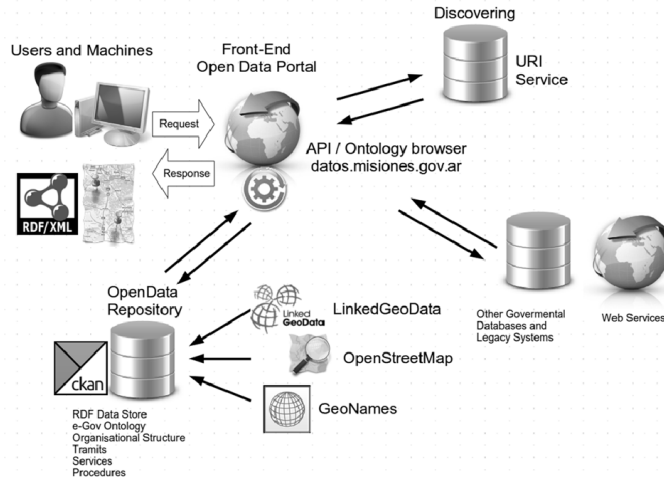 Discovering
URI
Service
Users and Machines
Front-End
Open Data Portal
Request
Response
API / Ontology browser
datos.misiones.gov.ar
RDF/XML
OpenData
Repository
ckan
RDF Data Store
e-Gov Ontology
Organisational Structure
Tramits
Services
Procedures
Linked
GeoData
LinkedGeoData
OpenStreetMap
GeoNames
Other Govermental
Databases and
Legacy Systems
Web Services